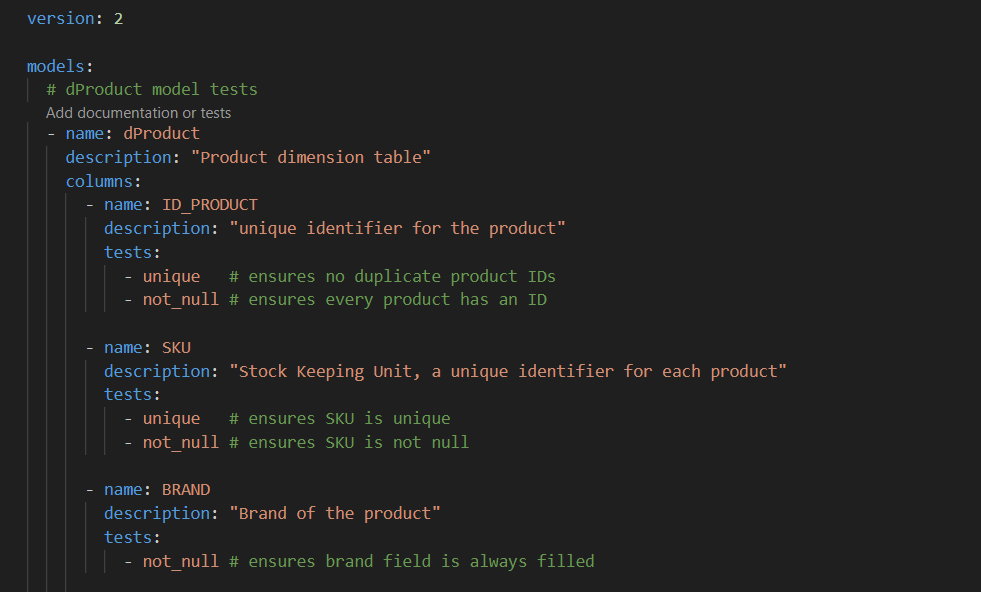 version: 2
models:
# dProduct model tests
Add documentation or tests
- name: dProduct
description: "Product dimension table"
columns:
- name: ID_PRODUCT
description: "unique identifier for the product"
tests:
- unique # ensures no duplicate product IDs
- not_null # ensures every product has an ID
- name: SKU
description: "Stock Keeping Unit, a unique identifier for each product"
tests:
- unique # ensures SKU is unique
- not_null # ensures SKU is not null
- name: BRAND
description: "Brand of the product"
tests:
- not_null # ensures brand field is always filled